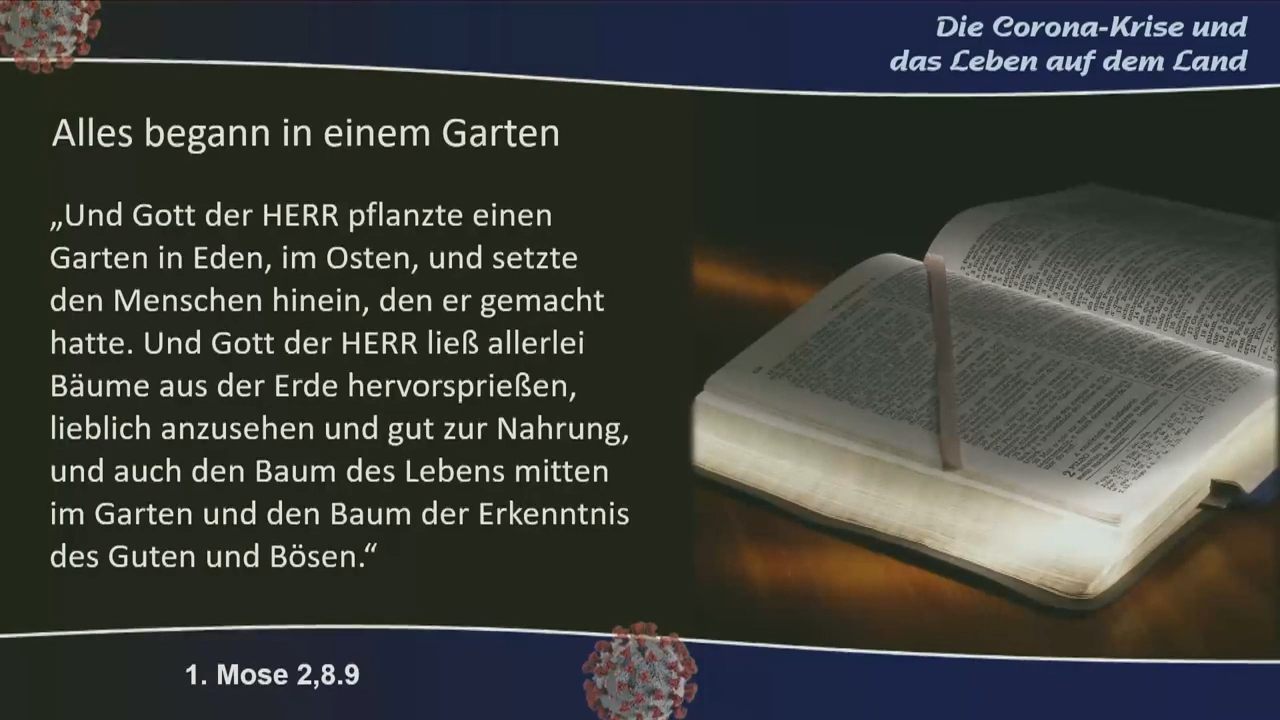 Die Corona-Krise und
das Leben auf dem Land
Alles begann in einem Garten
„Und Gott der HERR pflanzte einen
Garten in Eden, im Osten, und setzte
den Menschen hinein, den er gemacht
hatte. Und Gott der HERR ließ allerlei
Bäume aus der Erde hervorsprießen,
lieblich anzusehen und gut zur Nahrung,
und auch den Baum des Lebens mitten
im Garten und den Baum der Erkenntnis
des Guten und Bösen.“
1. Mose 2,8.9